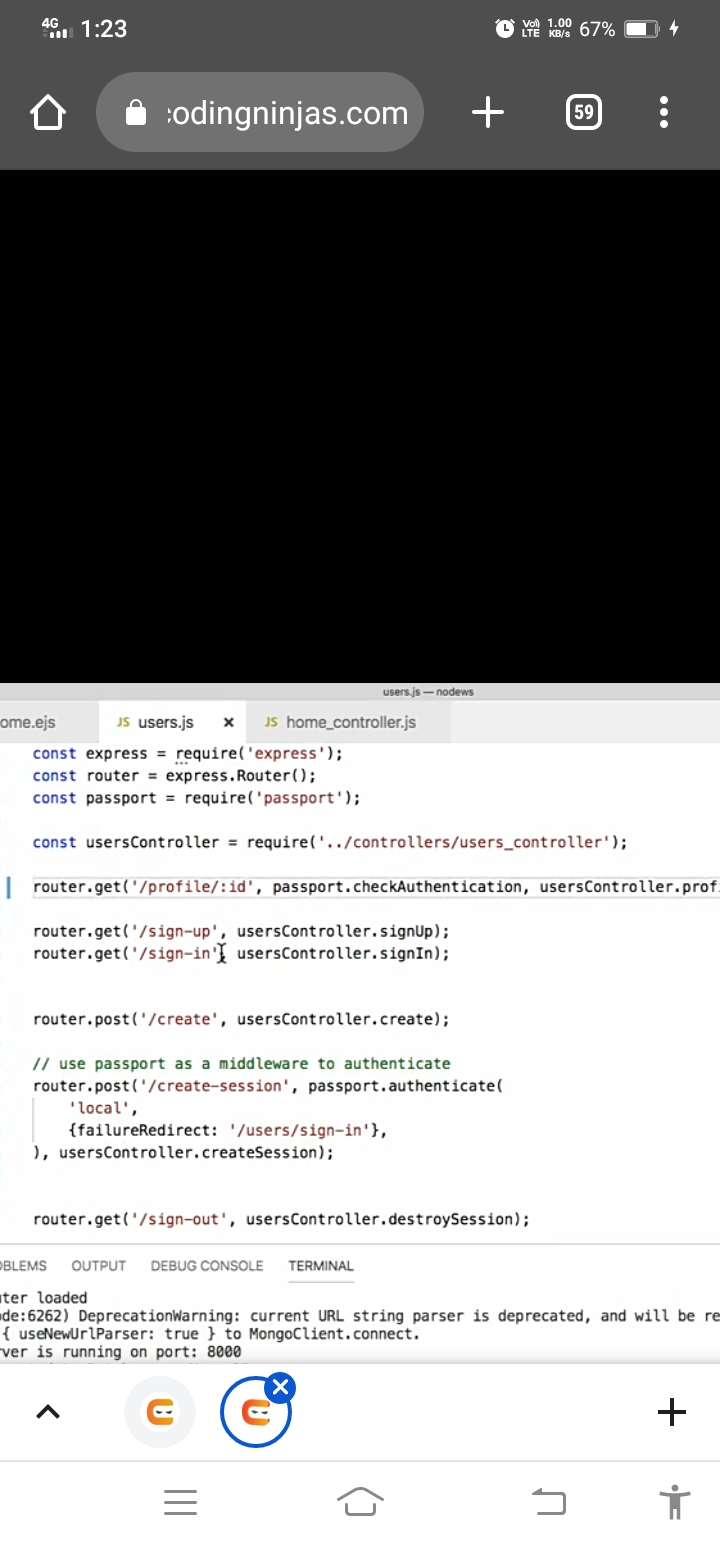 4G 1:23 Vo) LTE 1.00 KB/s 67%
codingninjas.com 59
users.js — nodews
ome.ejs JS users.js × JS home_controller.js
const express = require('express');
const router = express.Router();
const passport = require('passport');
const usersController = require('../controllers/users_controller');
router.get('/profile/:id', passport.checkAuthentication, usersController.prof
router.get('/sign-up', usersController.signUp);
router.get('/sign-in', usersController.signIn);
router.post('/create', usersController.create);
// use passport as a middleware to authenticate
router.post('/create-session', passport.authenticate(
'local',
{failureRedirect: '/users/sign-in'},
), usersController.createSession);
router.get('/sign-out', usersController.destroySession);
OBLEMS OUTPUT DEBUG CONSOLE TERMINAL
uter loaded
ode:6262) DeprecationWarning: current URL string parser is deprecated, and will be re
{ useNewUrlParser: true } to MongoClient.connect.
rver is running on port: 8000